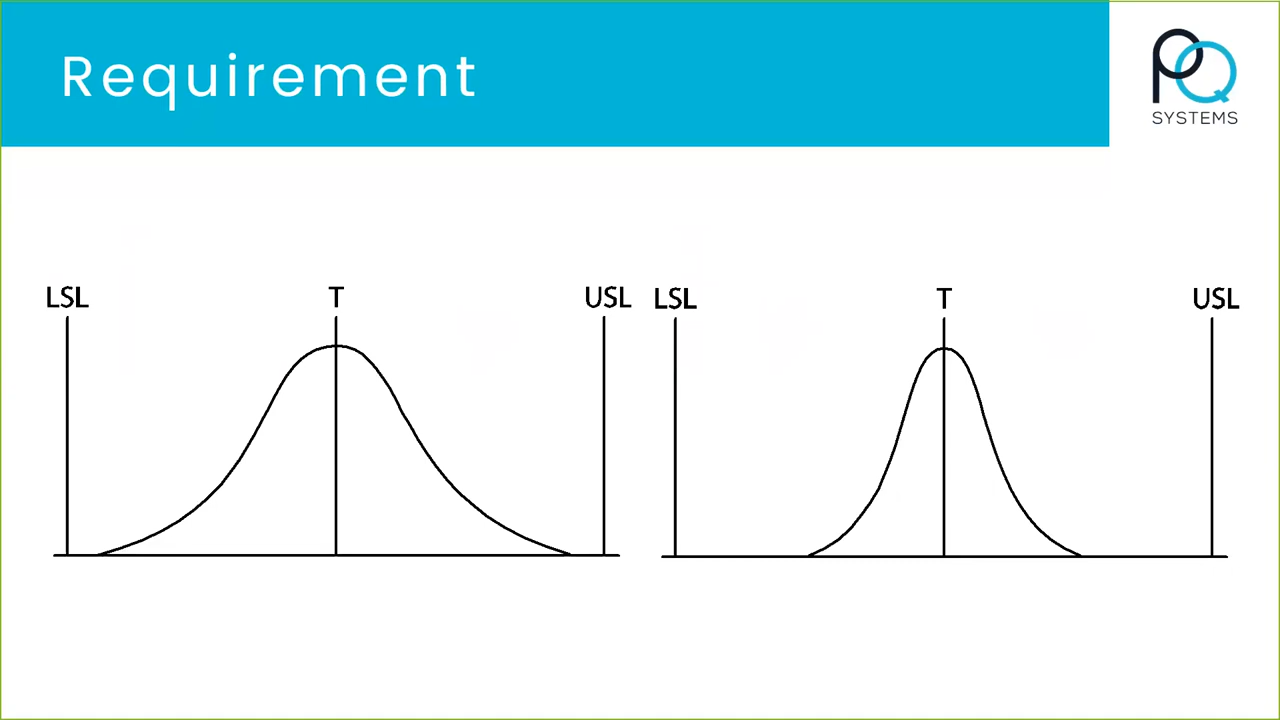 Requirement
PQ
SYSTEMS
LSL T USL
LSL T USL